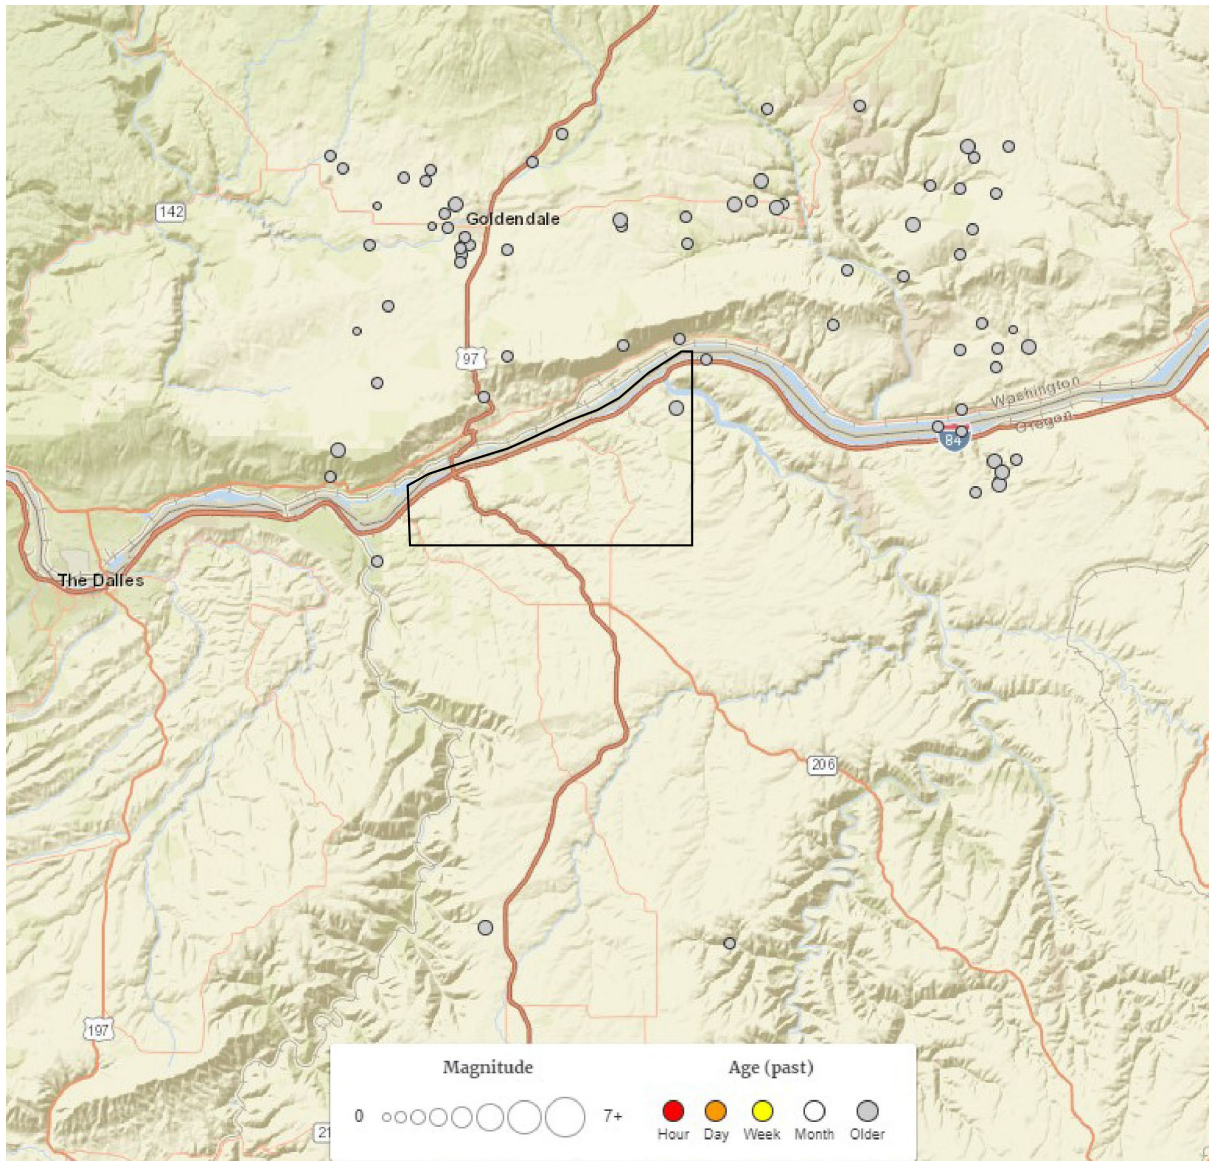 142
Goldendale
97
Washington
Oregon
84
The Dalles
206
197
21
Magnitude
0
7+
Age (past)
Hour
Day
Week
Month
Older